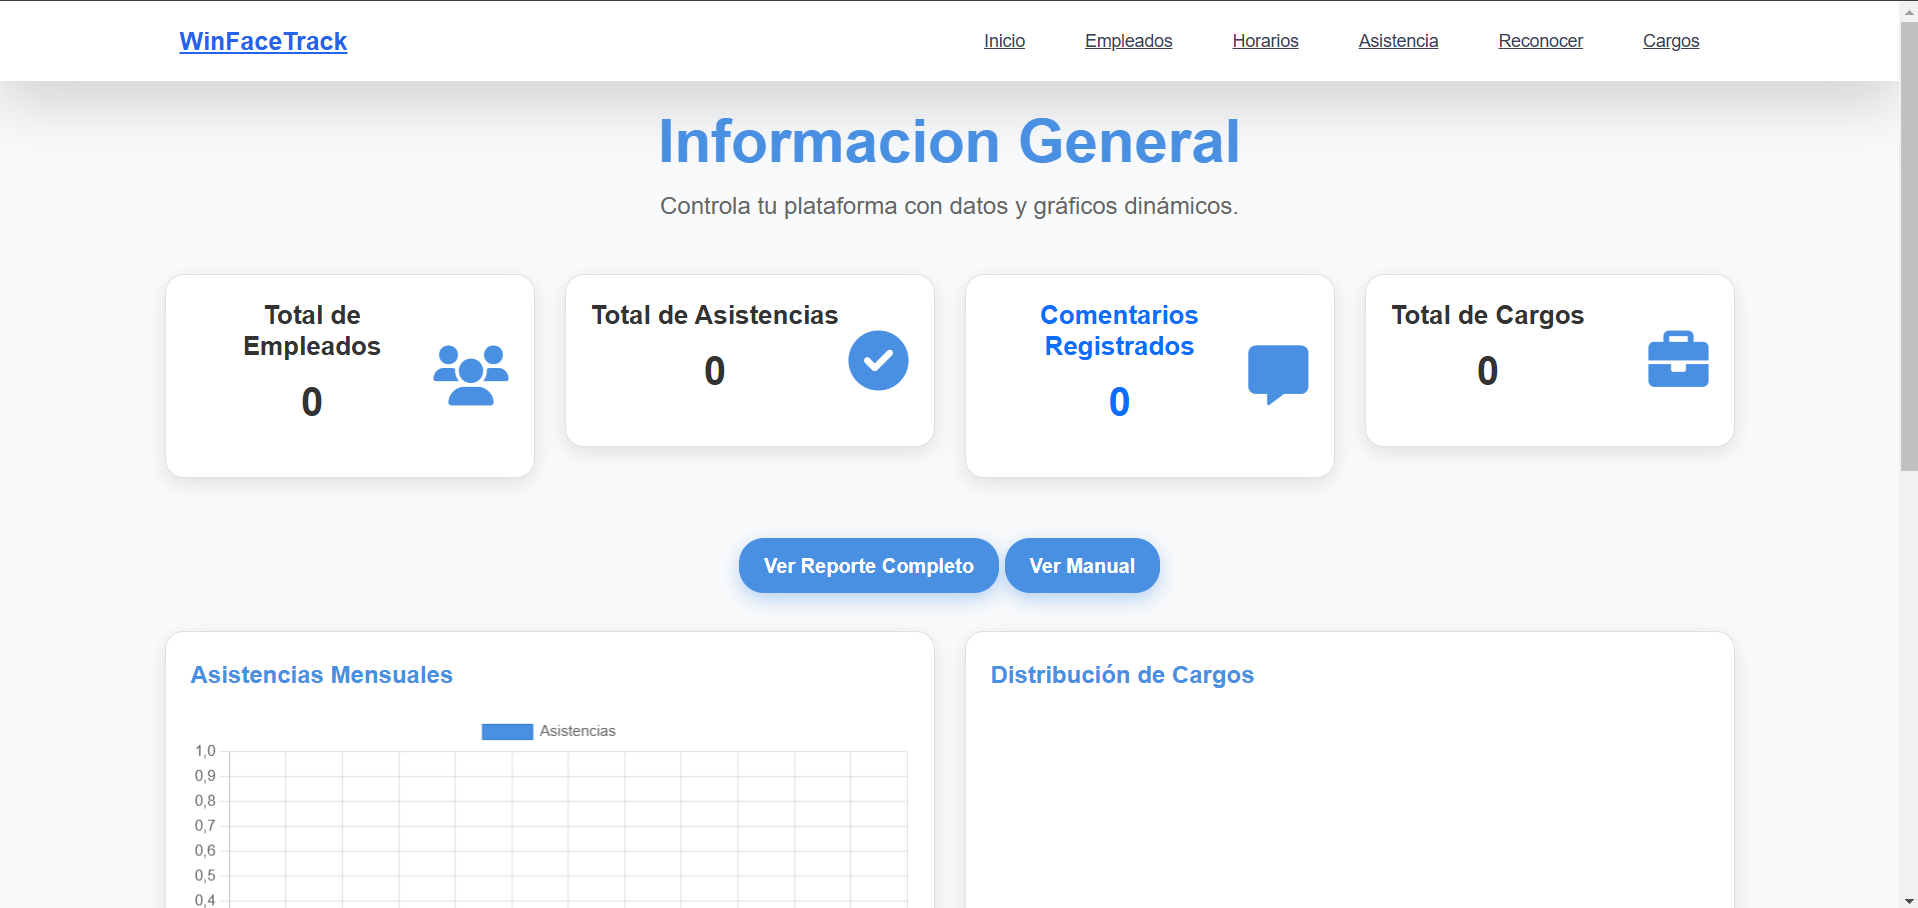 WinFaceTrack
Inicio
Empleados
Horarios
Asistencia
Reconocer
Cargos
Informacion General
Controla tu plataforma con datos y gráficos dinámicos.
Total de
Empleados
0
Total de Asistencias
0
Comentarios
Registrados
0
Total de Cargos
0
Ver Reporte Completo
Ver Manual
Asistencias Mensuales
Asistencias
1,0
0,9
0,8
0,7
0,6
0,5
0,4
Distribución de Cargos